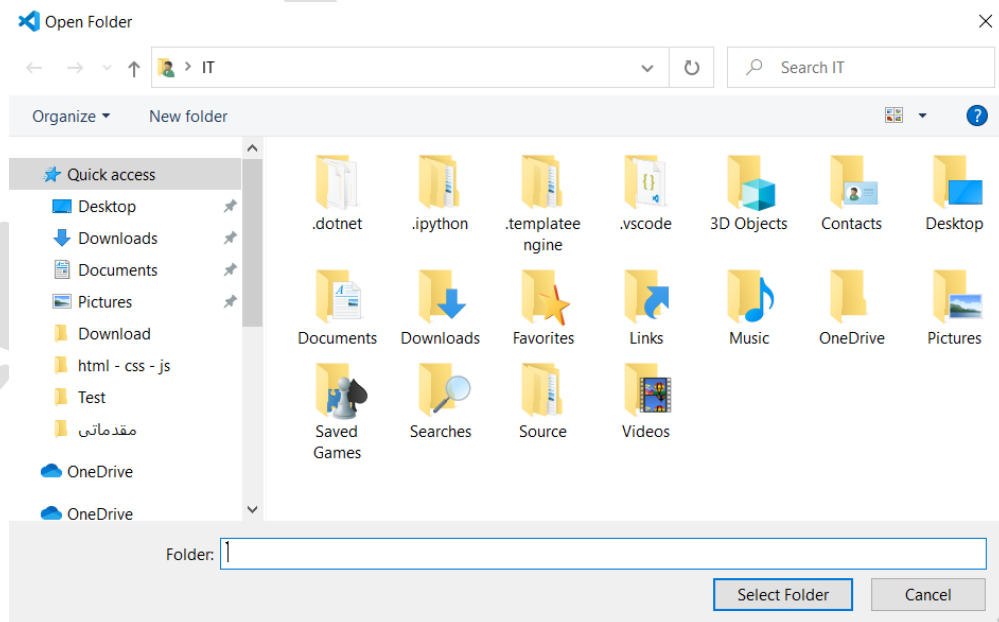 Open Folder
IT
Search IT
Organize
New folder
Quick access
Desktop
Downloads
Documents
Pictures
Download
html - css - js
Test
مقدماتی
OneDrive
OneDrive
.dotnet
.ipython
.templatee
ngine
.vscode
3D Objects
Contacts
Desktop
Documents
Downloads
Favorites
Links
Music
OneDrive
Pictures
Saved
Games
Searches
Source
Videos
Folder:
Select Folder
Cancel